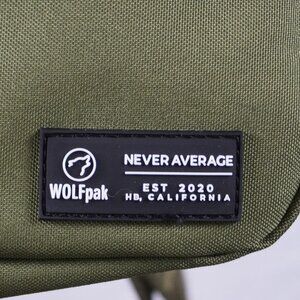 WOLFpak
NEVER AVERAGE
EST 2020
HB, CALIFORNIA